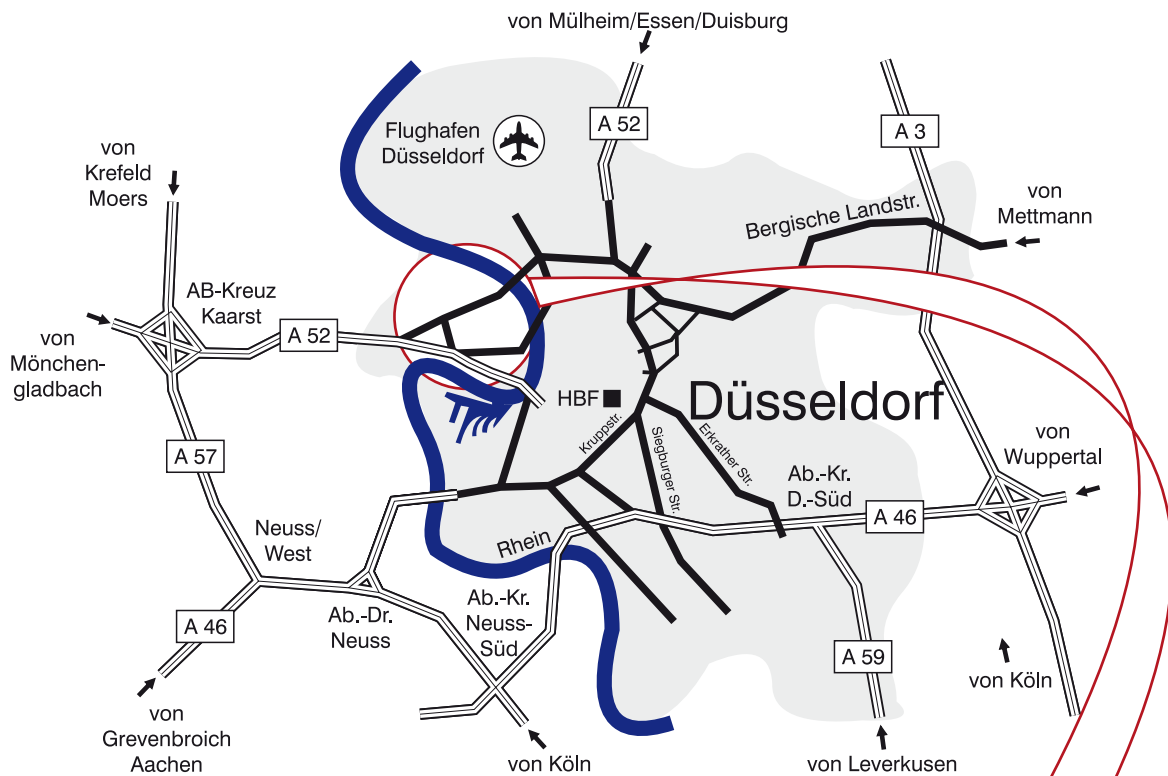 von Mülheim/Essen/Duisburg
A 52
A 3
Flughafen
Düsseldorf
von
Krefeld
Moers
von
Mettmann
Bergische Landstr.
AB-Kreuz
Kaarst
A 52
von
Mönchen-
gladbach
HBF
Düsseldorf
Kruppstr.
Siegburger Str.
Erkrather Str.
von
Wuppertal
A 57
Ab.-Kr.
D.-Süd
A 46
Neuss/
West
Rhein
Ab.-Dr.
Neuss
Ab.-Kr.
Neuss-
Süd
A 46
A 59
von Köln
von
Grevenbroich
Aachen
von Köln
von Leverkusen